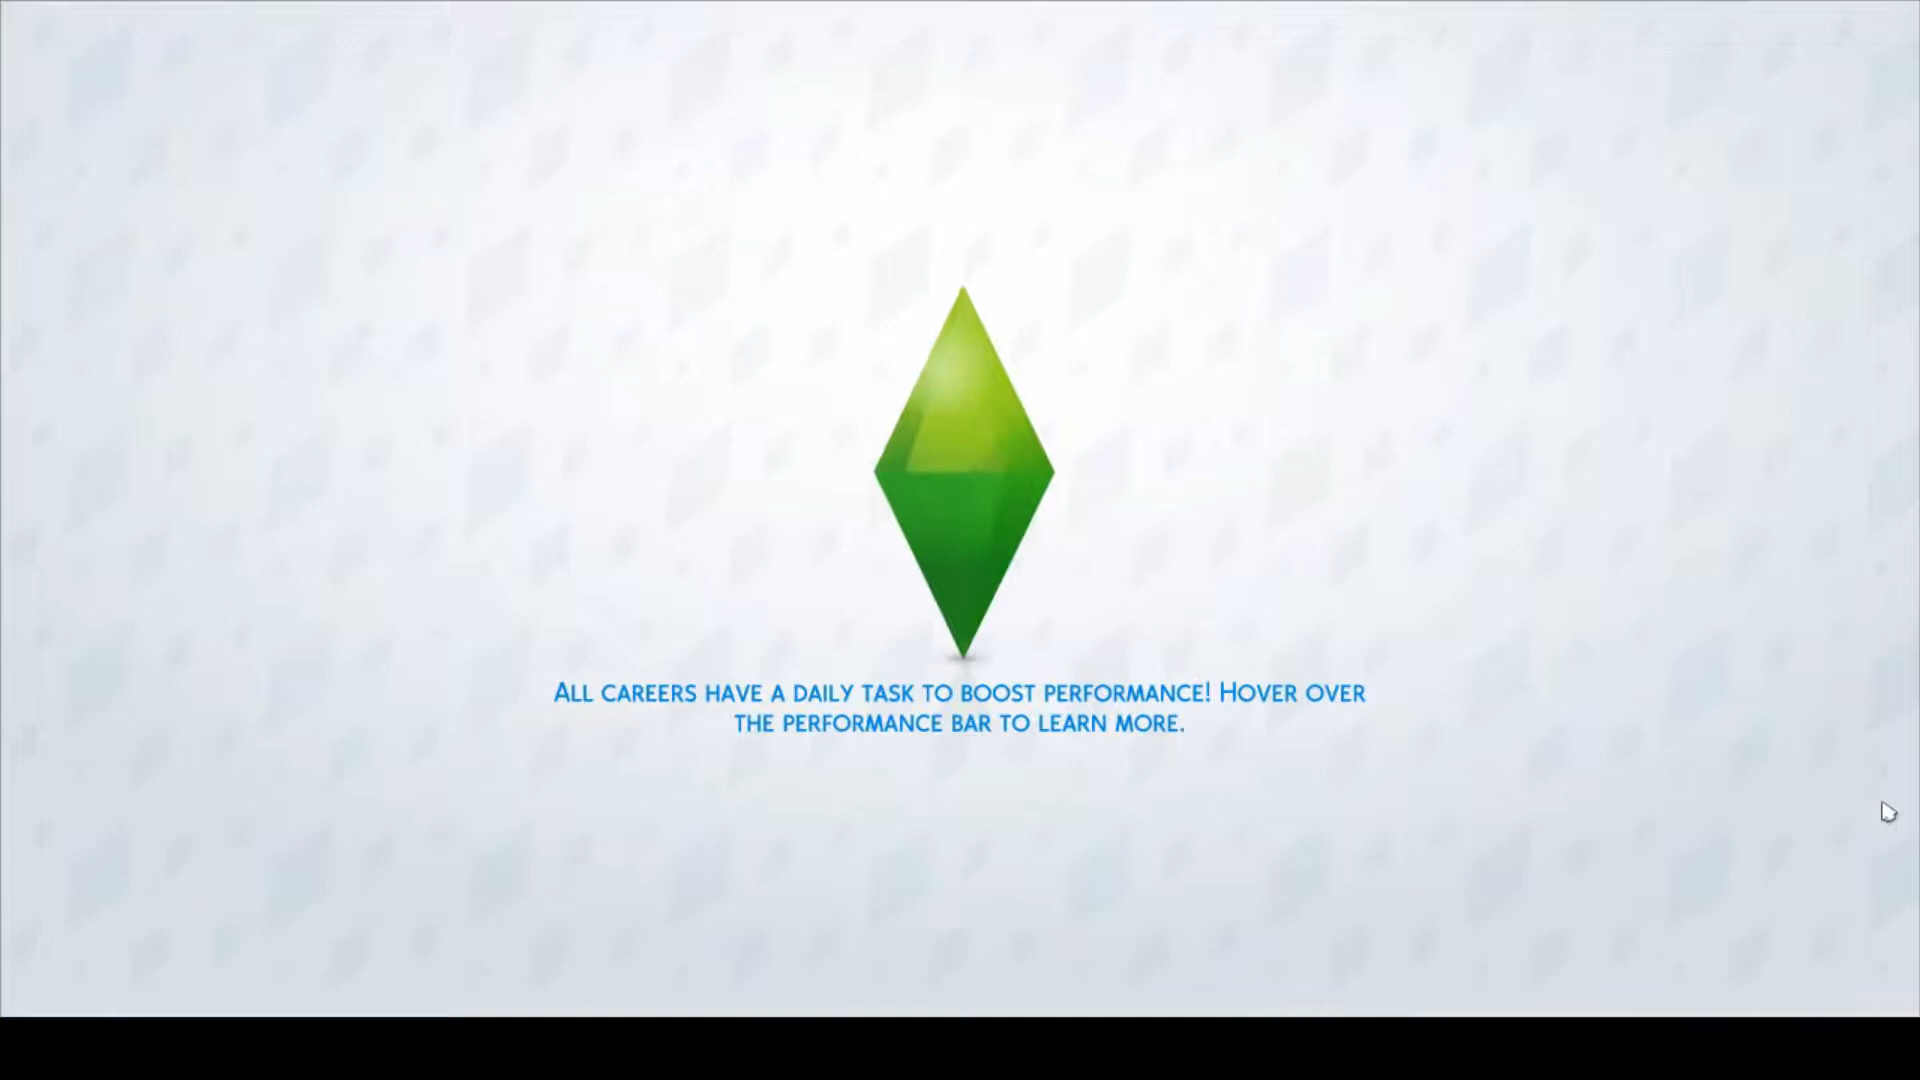 All careers have a daily task to boost performance! Hover over
the performance bar to learn more.